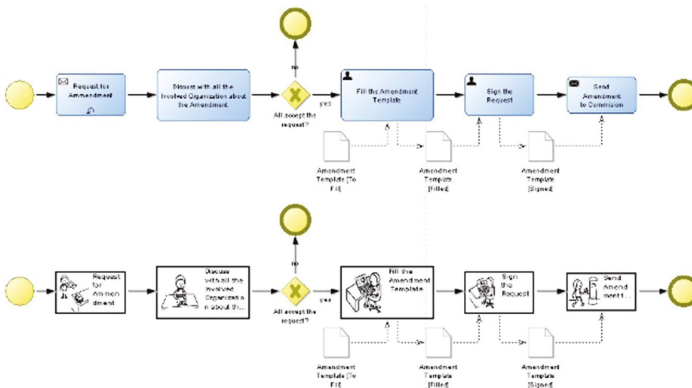 no
Request for
Ammendment
Discuss with all the
Involved Organization about
the Amendment
yes
Fill the Amendment
Template
Sign the
Request
Send
Amendment
to Commision
All accept the
request?
Amendment
Template [To
Fill]
Amendment
Template
[Filled]
Amendment
Template
[Signed]
no
Request
for
Ammen
dment
Discuss
with all the
Involved
Organizatio
n about th...
yes
Fill the
Amendment
Template
Sign
the
Request
Send
Amend
ment t...
All accept the
request?
Amendment
Template [To
Fill]
Amendment
Template
[Filled]
Amendment
Template
[Signed]